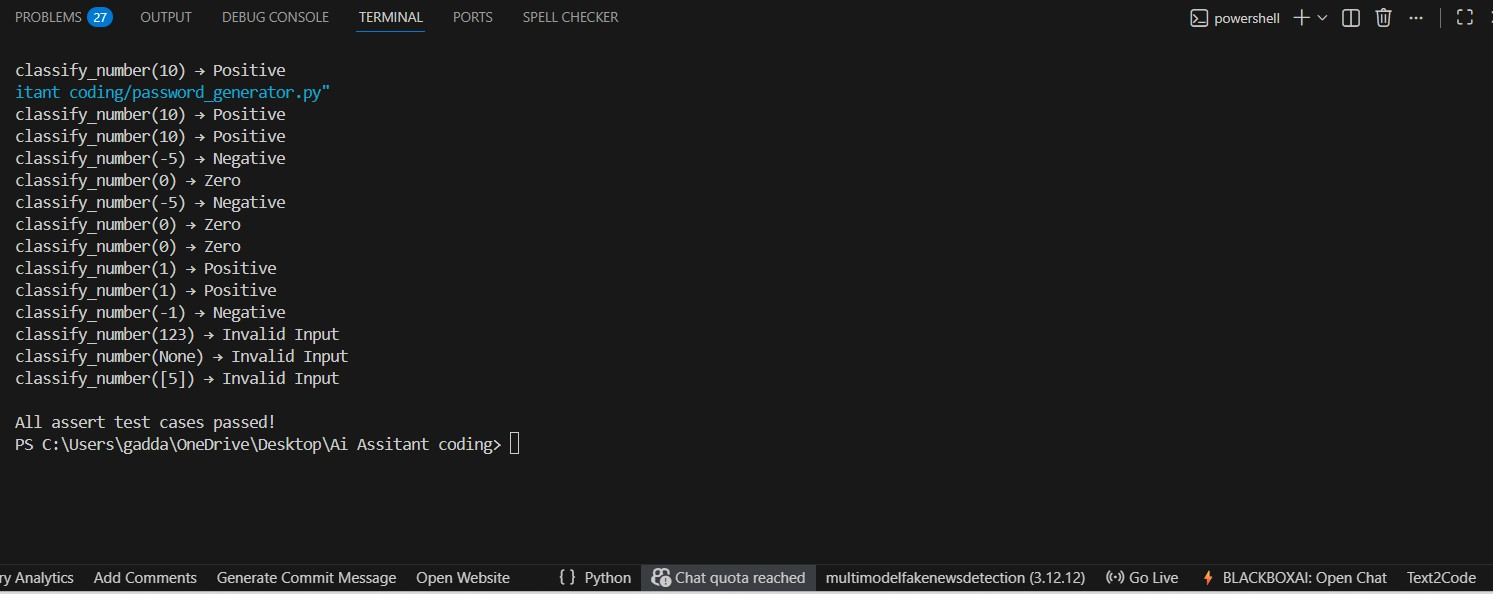 PROBLEMS 27 OUTPUT DEBUG CONSOLE TERMINAL PORTS SPELL CHECKER powershell
classify_number(10) → Positive
itant coding/password_generator.py"
classify_number(10) → Positive
classify_number(10) → Positive
classify_number(-5) → Negative
classify_number(0) → Zero
classify_number(-5) → Negative
classify_number(0) → Zero
classify_number(0) → Zero
classify_number(1) → Positive
classify_number(1) → Positive
classify_number(-1) → Negative
classify_number(123) → Invalid Input
classify_number(None) → Invalid Input
classify_number([5]) → Invalid Input
All assert test cases passed!
PS C:\Users\gadda\OneDrive\Desktop\Ai Assitant coding>
ry Analytics Add Comments Generate Commit Message Open Website { } Python Chat quota reached multimodelfakenewsdetection (3.12.12) Go Live BLACKBOXAI: Open Chat Text2Code